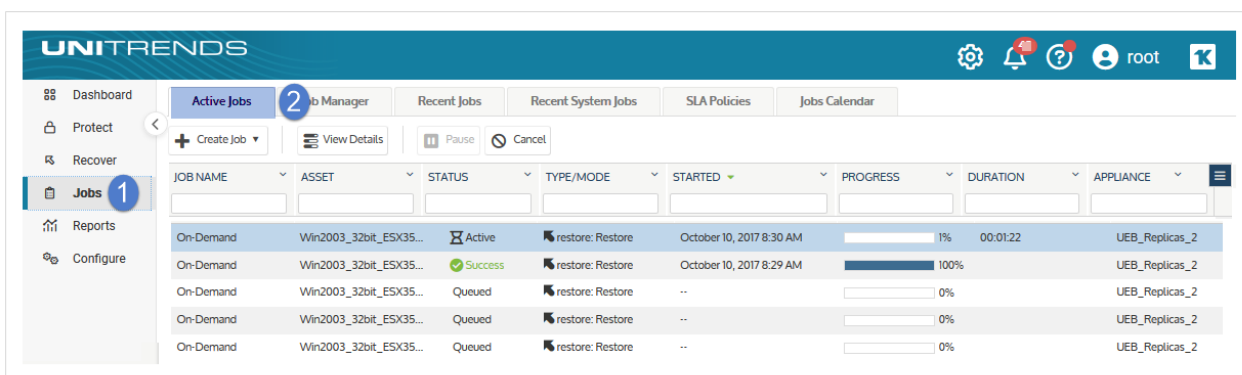 UNITRENDS
root
Dashboard
Protect
Recover
Jobs 1
Reports
Configure
Active Jobs 2 Manager Recent Jobs Recent System Jobs SLA Policies Jobs Calendar
Create Job View Details Pause Cancel
JOB NAME ASSET STATUS TYPE/MODE STARTED PROGRESS DURATION APPLIANCE
On-Demand Win2003_32bit_ESX35... Active restore: Restore October 10, 2017 8:30 AM 1% 00:01:22 UEB_Replicas_2
On-Demand Win2003_32bit_ESX35... Success restore: Restore October 10, 2017 8:29 AM 100% UEB_Replicas_2
On-Demand Win2003_32bit_ESX35... Queued restore: Restore -- 0% UEB_Replicas_2
On-Demand Win2003_32bit_ESX35... Queued restore: Restore -- 0% UEB_Replicas_2
On-Demand Win2003_32bit_ESX35... Queued restore: Restore -- 0% UEB_Replicas_2